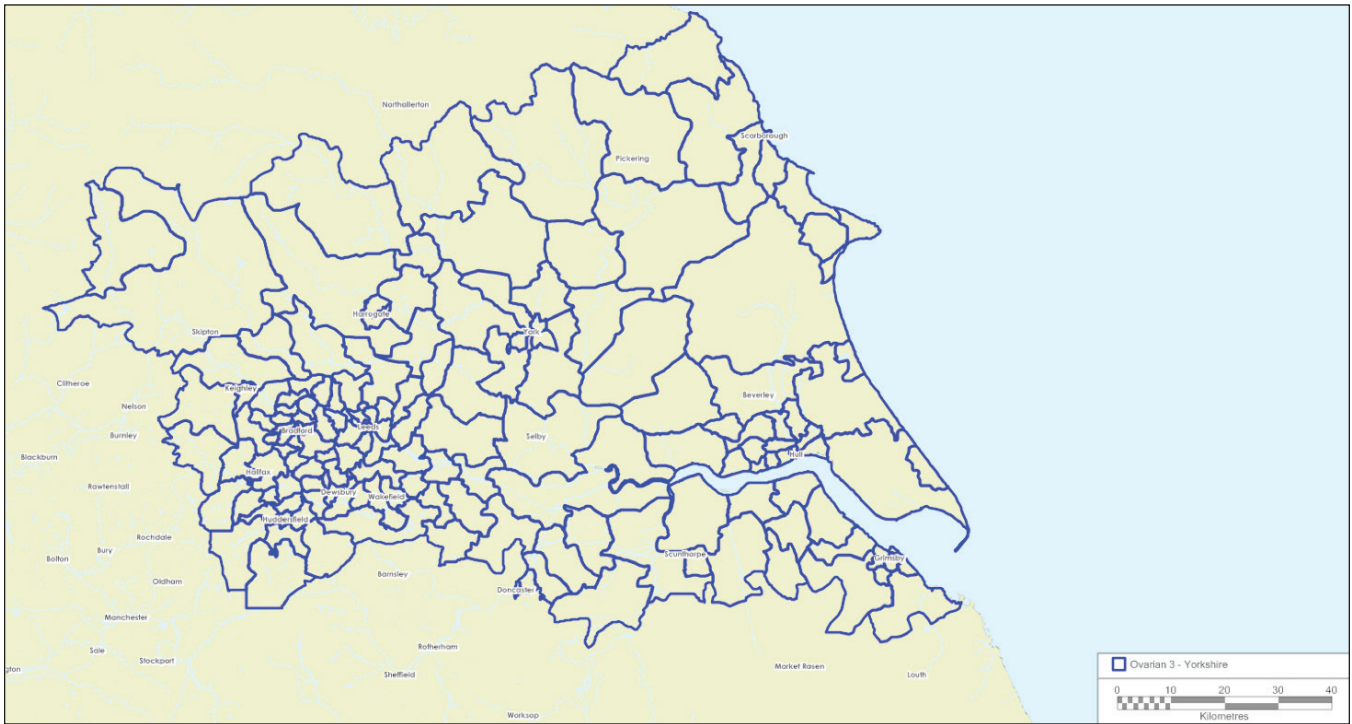 Northallerton
Scarborough
Pickering
Harrogate
Skipton
York
Clitheroe
Keighley
Nelson
Beverley
Burnley
Bradford
Leeds
Selby
Blackburn
Hull
Halifax
Rawtenstall
Dewsbury
Wakefield
Huddersfield
Rochdale
Bolton
Bury
Scunthorpe
Grimsby
Oldham
Barnsley
Doncaster
Manchester
Rotherham
Sale
Stockport
Market Rasen
Louth
Sheffield
gton
Worksop
Ovarian 3 - Yorkshire
0 10 20 30 40
Kilometres